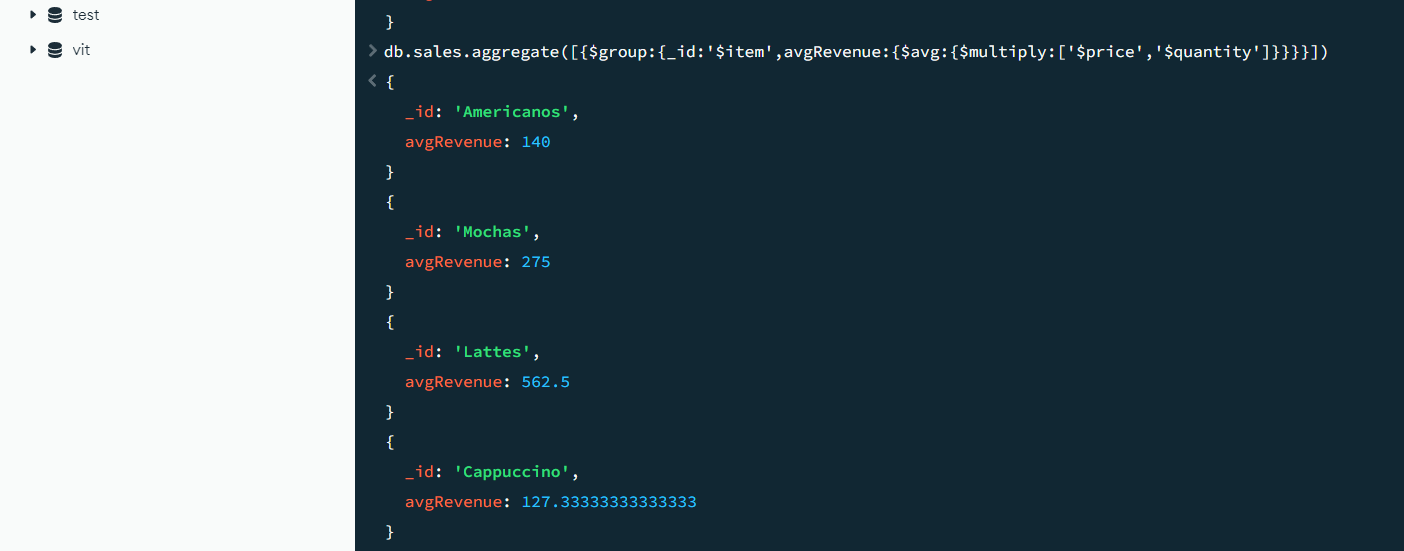 test
vit
}
db.sales.aggregate([{$group:{_id:'$item',avgRevenue:{$avg:{$multiply:['$price','$quantity']}}}}])
{
_id: 'Americanos',
avgRevenue: 140
}
{
_id: 'Mochas',
avgRevenue: 275
}
{
_id: 'Lattes',
avgRevenue: 562.5
}
{
_id: 'Cappuccino',
avgRevenue: 127.33333333333333
}